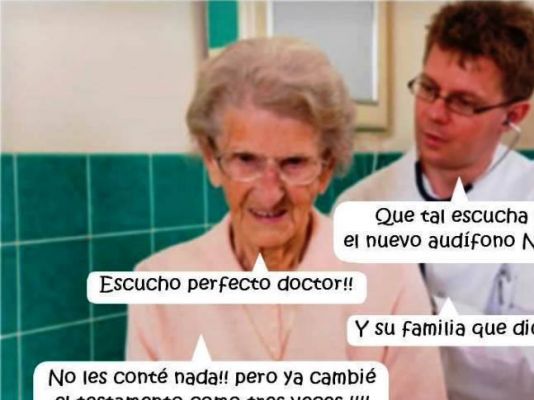 Que tal escucha
el nuevo audífono
Escucho perfecto doctor!!
Y su familia que
No les conté nada!! pero ya cambié
el testamento como tres veces !!!!